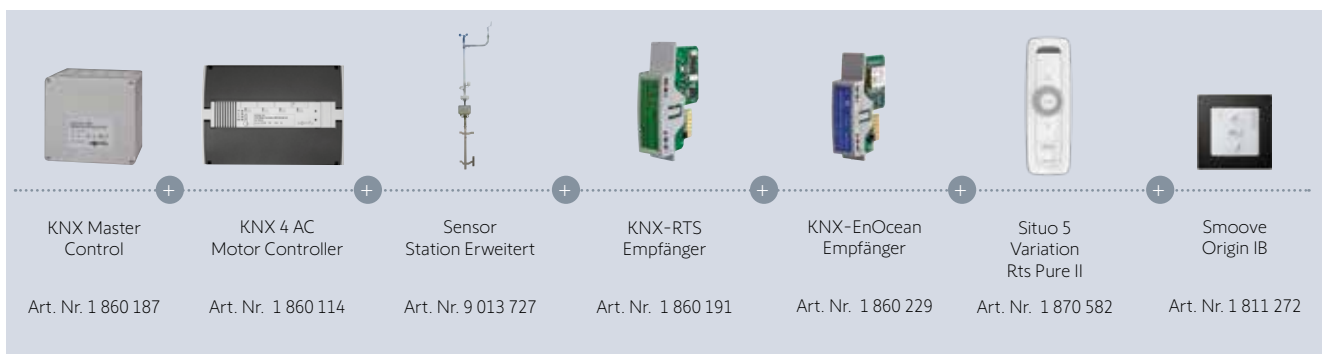 KNX Master
Control
KNX 4 AC
Motor Controller
Sensor
Station Erweitert
KNX-RTS
Empfänger
KNX-EnOcean
Empfänger
Situo 5
Variation
Rts Pure II
Smoove
Origin IB
Art. Nr. 1 860 187
Art. Nr. 1 860 114
Art. Nr. 9 013 727
Art. Nr. 1 860 191
Art. Nr. 1 860 229
Art. Nr. 1 870 582
Art. Nr. 1 811 272